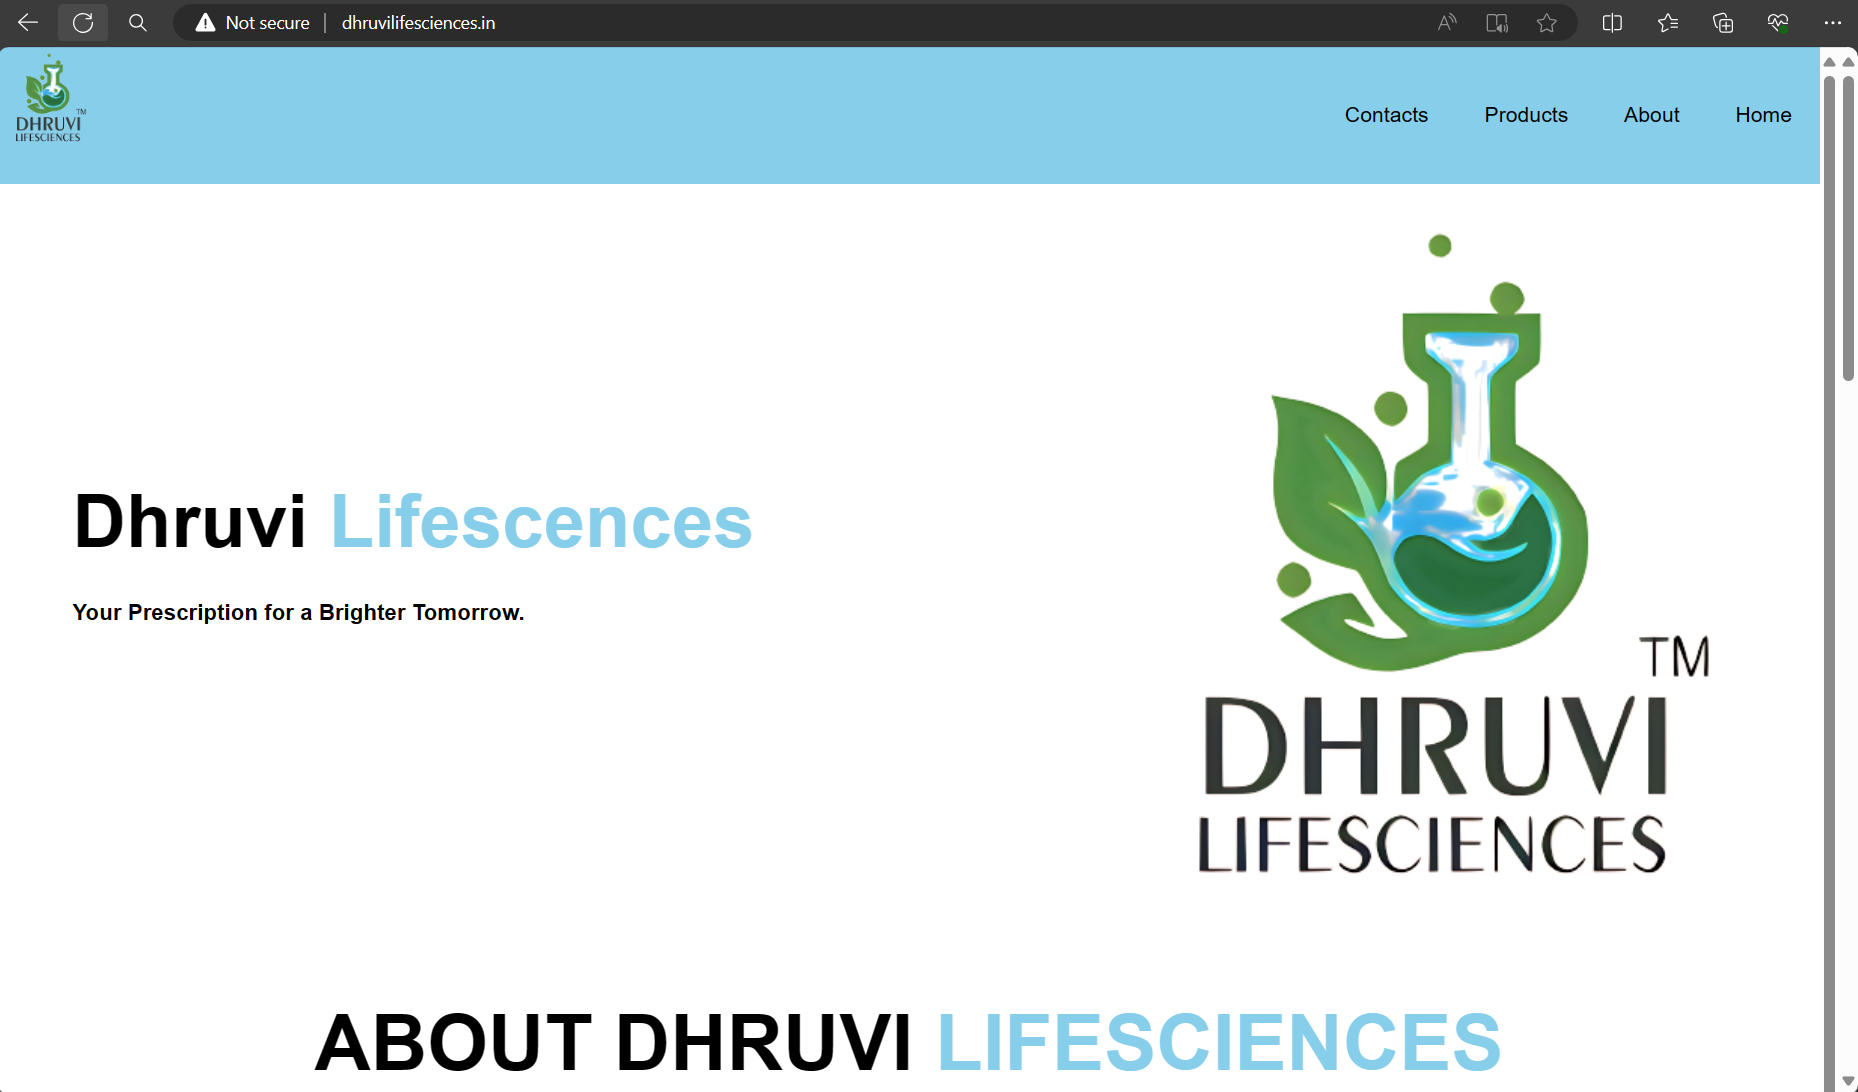 Not secure | dhruvilifesciences.in
DHRUVI TM
LIFESCIENCES
Contacts Products About Home
Dhruvi Lifescences
Your Prescription for a Brighter Tomorrow.
TM
DHRUVI
LIFESCIENCES
ABOUT DHRUVI LIFESCIENCES